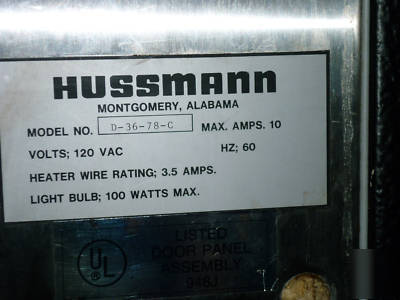 HUSSMANN
MONTGOMERY, ALABAMA
MODEL NO. D-36-78-C MAX. AMPS. 10
VOLTS; 120 VAC HZ; 60
HEATER WIRE RATING; 3.5 AMPS.
LIGHT BULB; 100 WATTS MAX.
UL
LISTED
DOOR PANEL
ASSEMBLY
946J